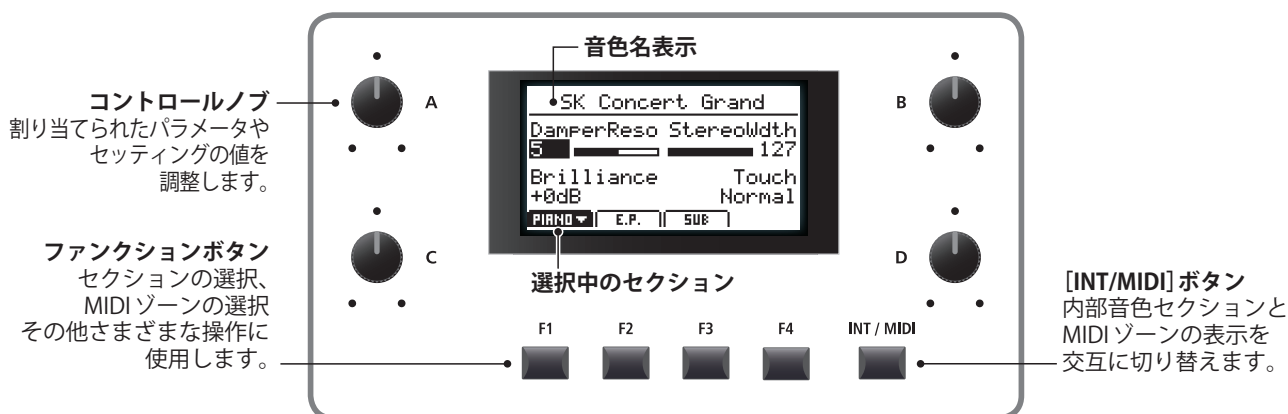 音色名表示
コントロールノブ
割り当てられたパラメータや
セッティングの値を
調整します。
A
B
SK Concert Grand
DamperReso StereoWdth
5 127
Brilliance Touch
+0dB Normal
PIANO E.P. SUB
ファンクションボタン
セクションの選択、
MIDI ゾーンの選択
その他さまざまな操作に
使用します。
C
D
選択中のセクション
F1 F2 F3 F4 INT / MIDI
[INT/MIDI] ボタン
内部音色セクションと
MIDI ゾーンの表示を
交互に切り替えます。